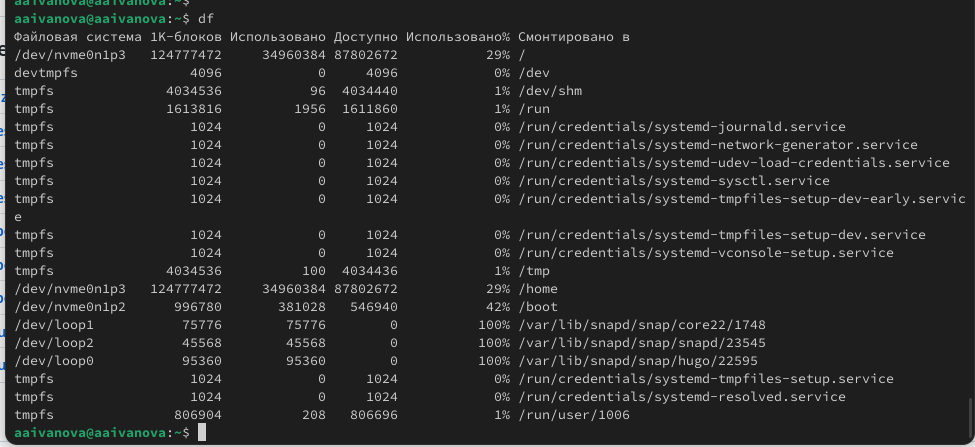 aaivanova@aaivanova:~$
aaivanova@aaivanova:~$ df
Файловая система 1K-блоков Использовано Доступно Использовано% Смонтировано в
/dev/nvme0n1p3 124777472 34960384 87802672 29% /
devtmpfs 4096 0 4096 0% /dev
tmpfs 4034536 96 4034440 1% /dev/shm
tmpfs 1613816 1956 1611860 1% /run
tmpfs 1024 0 1024 0% /run/credentials/systemd-journald.service
tmpfs 1024 0 1024 0% /run/credentials/systemd-network-generator.service
tmpfs 1024 0 1024 0% /run/credentials/systemd-udev-load-credentials.service
tmpfs 1024 0 1024 0% /run/credentials/systemd-sysctl.service
tmpfs 1024 0 1024 0% /run/credentials/systemd-tmpfiles-setup-dev-early.servic
e
tmpfs 1024 0 1024 0% /run/credentials/systemd-tmpfiles-setup-dev.service
tmpfs 1024 0 1024 0% /run/credentials/systemd-vconsole-setup.service
tmpfs 4034536 100 4034436 1% /tmp
/dev/nvme0n1p3 124777472 34960384 87802672 29% /home
/dev/nvme0n1p2 996780 381028 546940 42% /boot
/dev/loop1 75776 75776 0 100% /var/lib/snapd/snap/core22/1748
/dev/loop2 45568 45568 0 100% /var/lib/snapd/snap/snapd/23545
/dev/loop0 95360 95360 0 100% /var/lib/snapd/snap/hugo/22595
tmpfs 1024 0 1024 0% /run/credentials/systemd-tmpfiles-setup.service
tmpfs 1024 0 1024 0% /run/credentials/systemd-resolved.service
tmpfs 806904 208 806696 1% /run/user/1006
aaivanova@aaivanova:~$